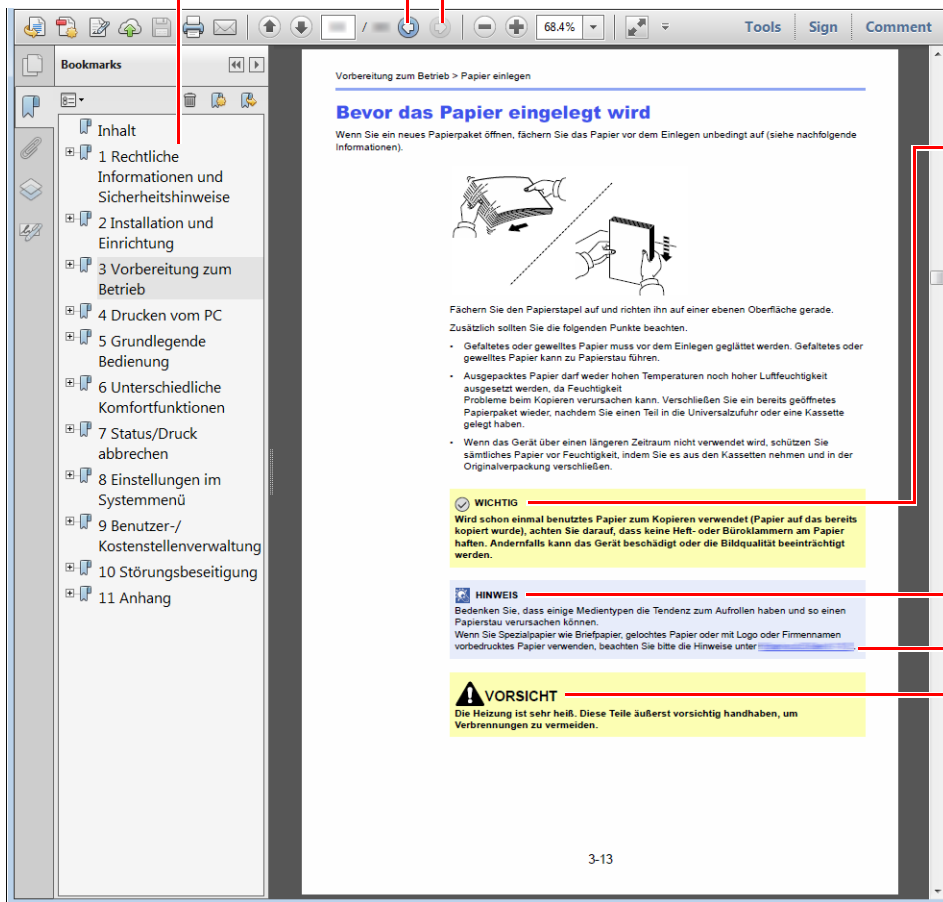 /
68.4%
Tools
Sign
Comment
Bookmarks
Inhalt
1 Rechtliche
Informationen und
Sicherheitshinweise
2 Installation und
Einrichtung
3 Vorbereitung zum
Betrieb
4 Drucken vom PC
5 Grundlegende
Bedienung
6 Unterschiedliche
Komfortfunktionen
7 Status/Druck
abbrechen
8 Einstellungen im
Systemmenü
9 Benutzer-/
Kostenstellenverwaltung
10 Störungsbeseitigung
11 Anhang
Vorbereitung zum Betrieb > Papier einlegen
Bevor das Papier eingelegt wird
Wenn Sie ein neues Papierpaket öffnen, fächern Sie das Papier vor dem Einlegen unbedingt auf (siehe nachfolgende
Informationen).
Fächern Sie den Papierstapel auf und richten ihn auf einer ebenen Oberfläche gerade.
Zusätzlich sollten Sie die folgenden Punkte beachten.
• Gefaltetes oder gewelltes Papier muss vor dem Einlegen geglättet werden. Gefaltetes oder
gewelltes Papier kann zu Papierstau führen.
• Ausgepacktes Papier darf weder hohen Temperaturen noch hoher Luftfeuchtigkeit
ausgesetzt werden, da Feuchtigkeit
Probleme beim Kopieren verursachen kann. Verschließen Sie ein bereits geöffnetes
Papierpaket wieder, nachdem Sie einen Teil in die Universalzufuhr oder eine Kassette
gelegt haben.
• Wenn das Gerät über einen längeren Zeitraum nicht verwendet wird, schützen Sie
sämtliches Papier vor Feuchtigkeit, indem Sie es aus den Kassetten nehmen und in der
Originalverpackung verschließen.
WICHTIG
Wird schon einmal benutztes Papier zum Kopieren verwendet (Papier auf das bereits
kopiert wurde), achten Sie darauf, dass keine Heft- oder Büroklammern am Papier
haften. Andernfalls kann das Gerät beschädigt oder die Bildqualität beeinträchtigt
werden.
HINWEIS
Bedenken Sie, dass einige Medientypen die Tendenz zum Aufrollen haben und so einen
Papierstau verursachen können.
Wenn Sie Spezialpapier wie Briefpapier, gelochtes Papier oder mit Logo oder Firmennamen
vorbedrucktes Papier verwenden, beachten Sie bitte die Hinweise unter
VORSICHT
Die Heizung ist sehr heiß. Diese Teile äußerst vorsichtig handhaben, um
Verbrennungen zu vermeiden.
3-13